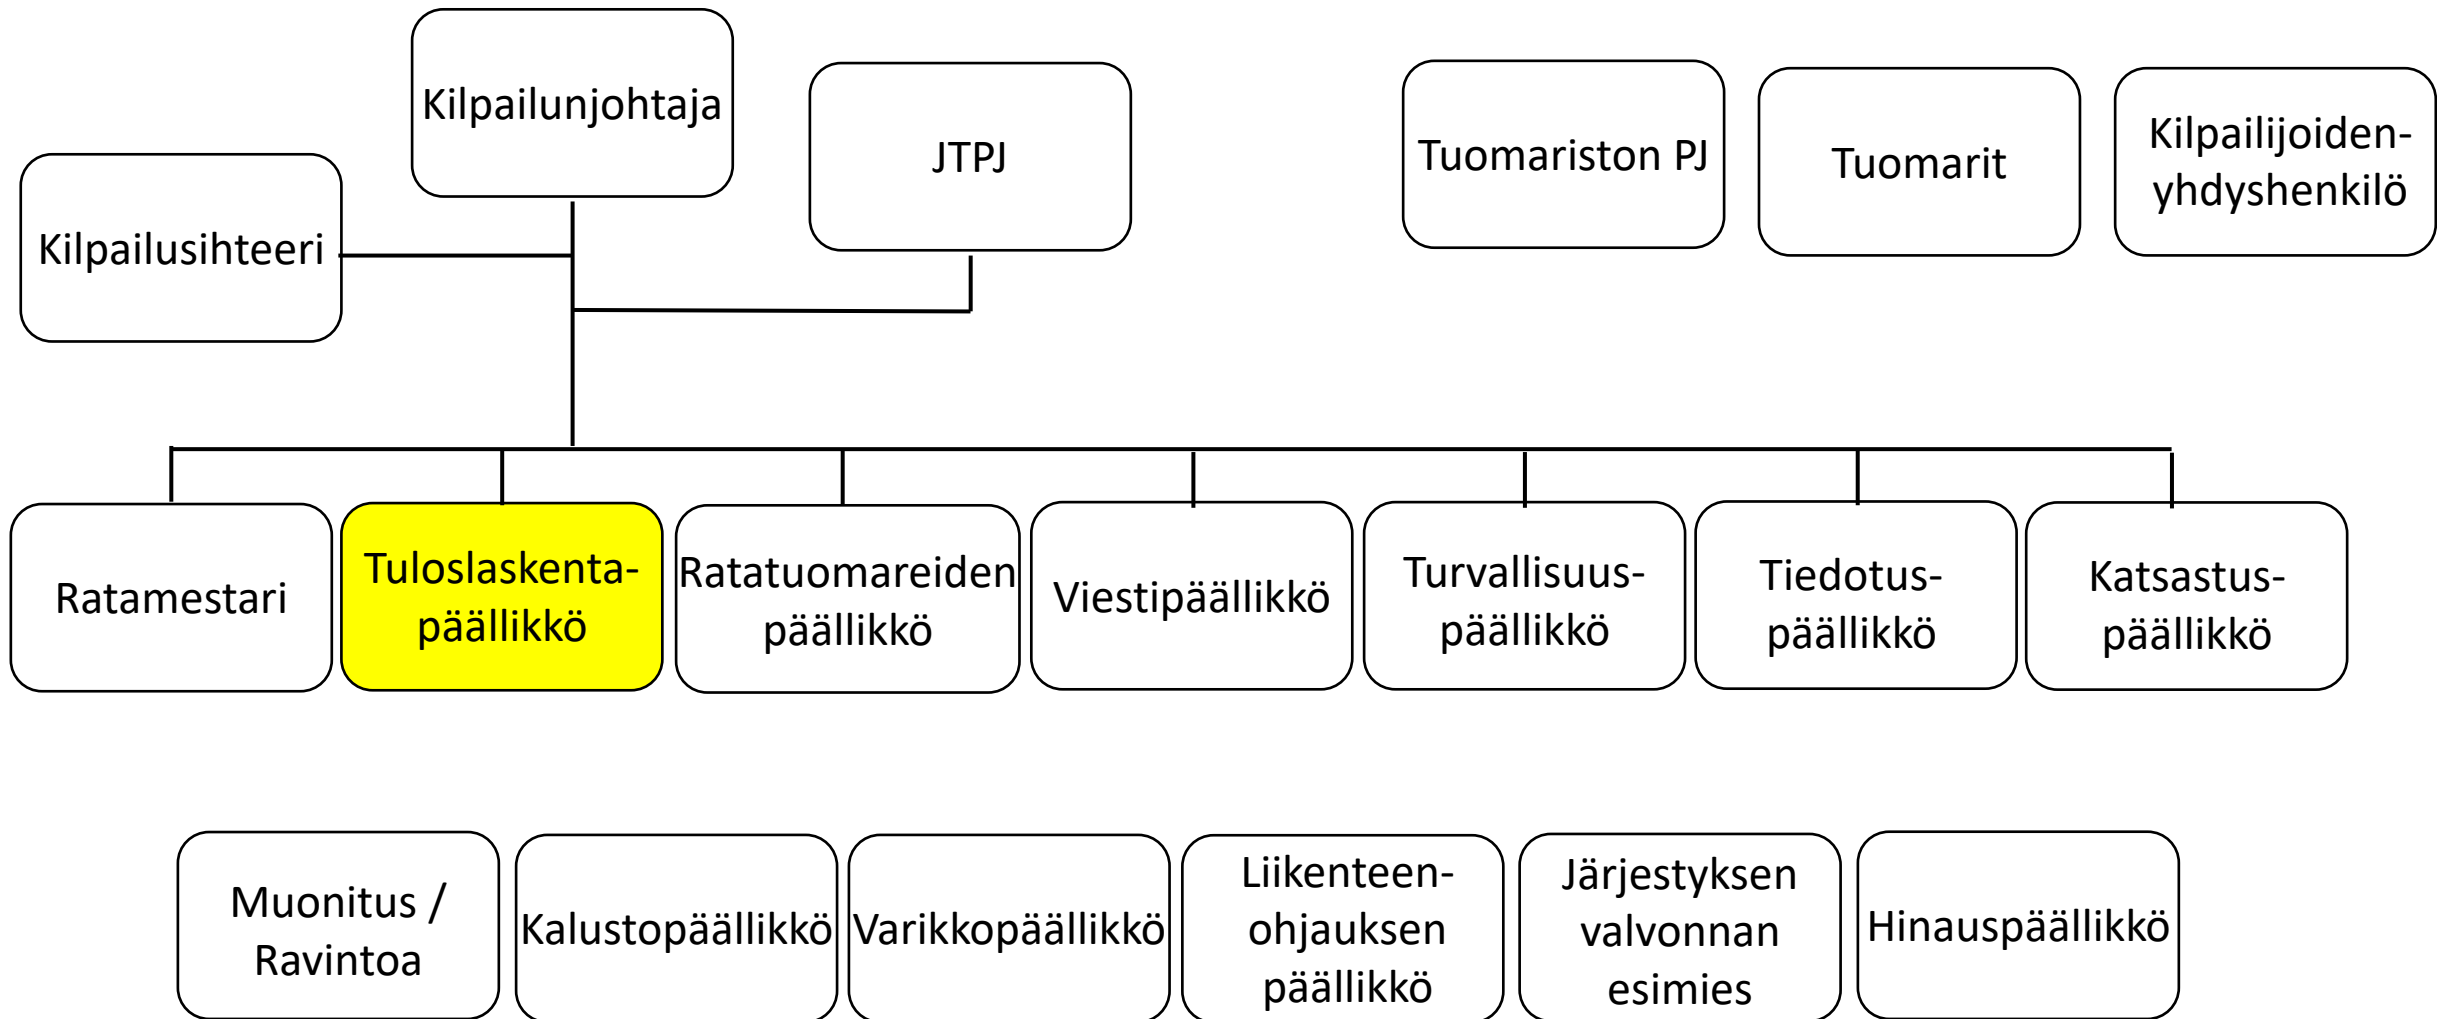 Kilpailunjohtaja
JTPJ
Kilpailusihteeri
Tuomariston PJ
Tuomarit
Kilpailijoiden-
yhdyshenkilö
Ratamestari
Tuloslaskenta-
päällikkö
Ratatuomareiden
päällikkö
Viestipäällikkö
Turvallisuus-
päällikkö
Tiedotus-
päällikkö
Katsastus-
päällikkö
Muonitus /
Ravintoa
Kalustopäällikkö
Varikkopäällikkö
Liikenteen-
ohjauksen
päällikkö
Järjestyksen
valvonnan
esimies
Hinauspäällikkö